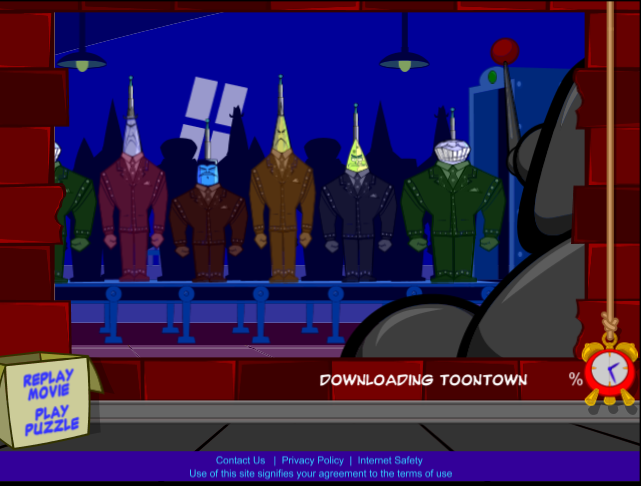 DOWNLOADING TOONTOWN %
REPLAY
MOVIE
PLAY
PUZZLE
Contact Us | Privacy Policy | Internet Safety
Use of this site signifies your agreement to the terms of use